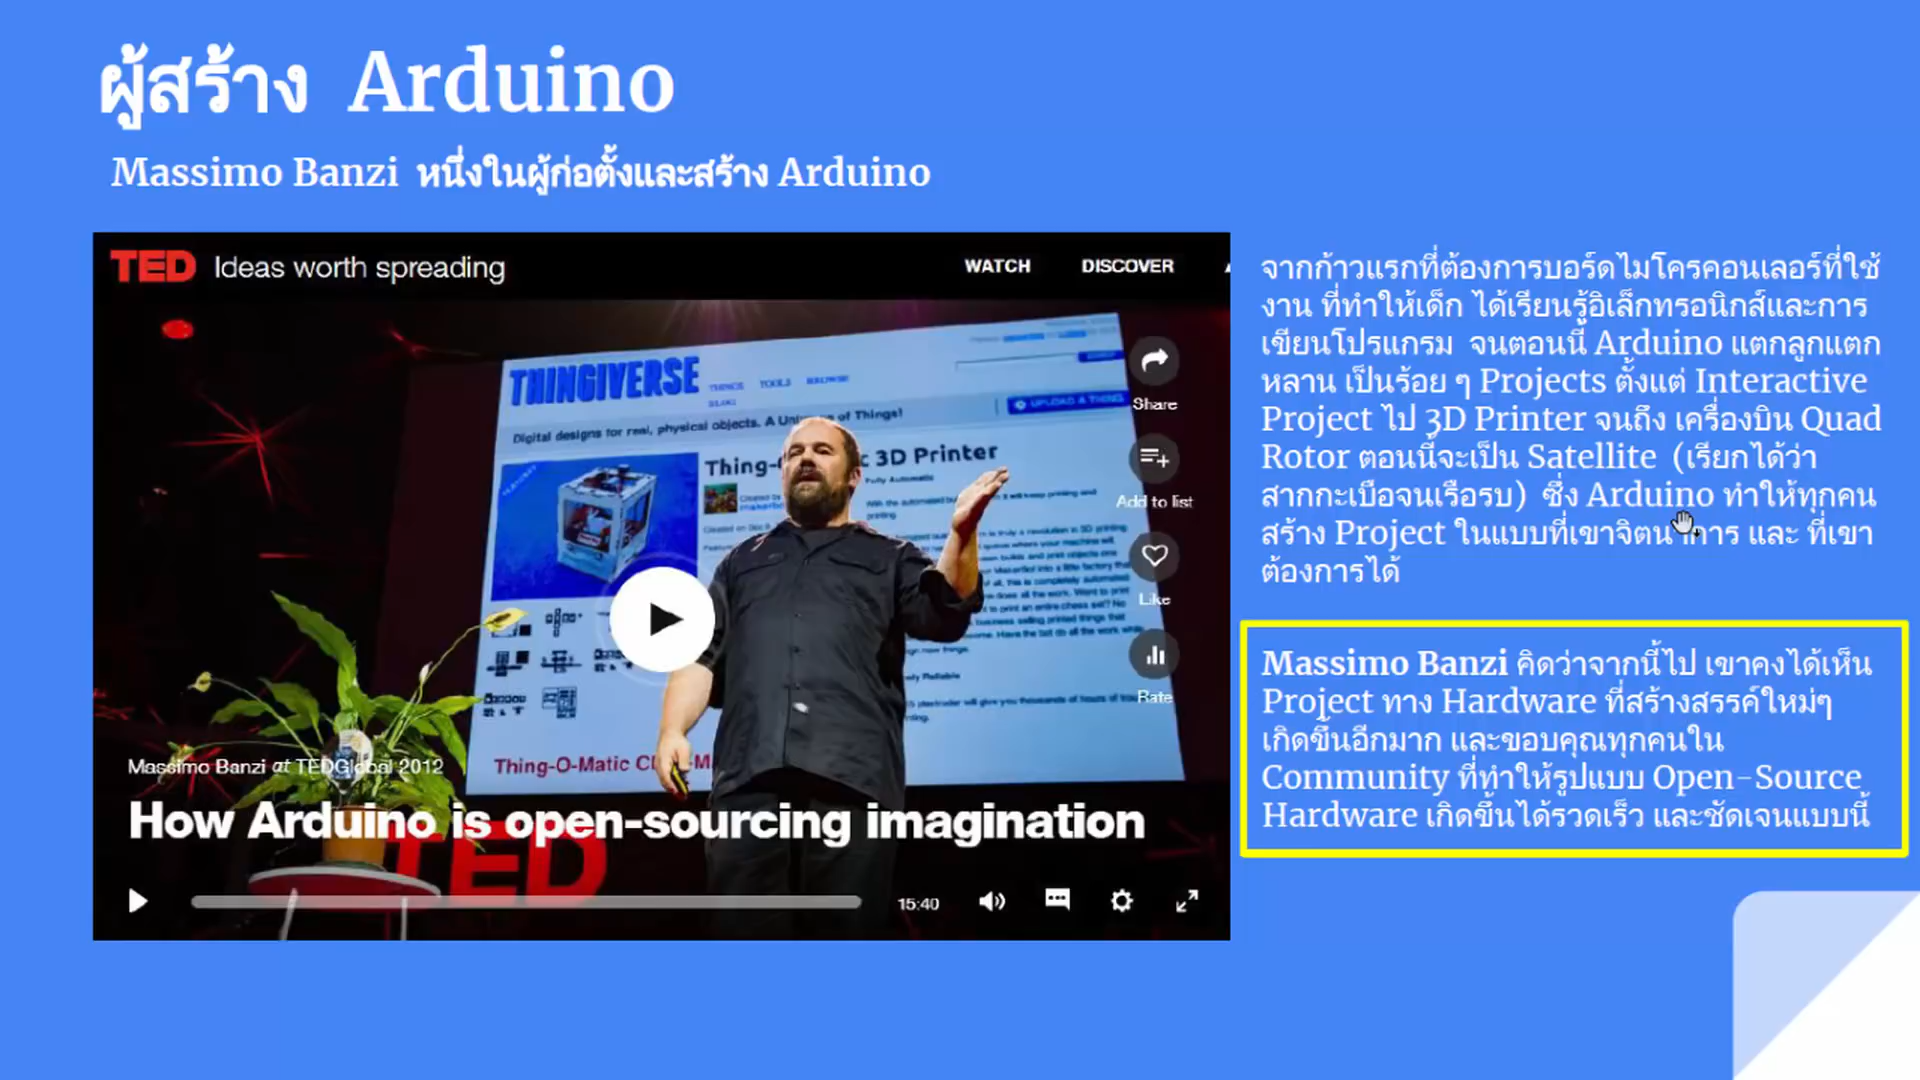 ผู้สร้าง Arduino
Massimo Banzi หนึ่งในผู้ก่อตั้งและสร้าง Arduino
TED Ideas worth spreading
WATCH DISCOVER
THINGIVERSE
THINGS TOOLS
BLOG
UPLOAD A THING
Digital designs for real, physical objects. A Un of Things!
Thing- c 3D Printer
Fully Automatic
Share
Add to list
Like
Rate
Thing-O-Matic
Massimo Banzi at TEDGlobal 2012
How Arduino is open-sourcing imagination
TED
15:40
จากก้าวแรกที่ต้องการบอร์ดไมโครคอนเลอร์ที่ใช้
งาน ที่ทำให้เด็ก ได้เรียนรู้อิเล็กทรอนิกส์และการ
เขียนโปรแกรม จนตอนนี้ Arduino แตกลูกแตก
หลาน เป็นร้อย ๆ Projects ตั้งแต่ Interactive
Project ไป 3D Printer จนถึง เครื่องบิน Quad
Rotor ตอนนี้จะเป็น Satellite (เรียกได้ว่า
สากกะเบือจนเรือรบ) ซึ่ง Arduino ทำให้ทุกคน
สร้าง Project ในแบบที่เขาจิตนาการ และ ที่เขา
ต้องการได้
Massimo Banzi คิดว่าจากนี้ไป เขาคงได้เห็น
Project ทาง Hardware ที่สร้างสรรค์ใหม่ๆ
เกิดขึ้นอีกมาก และขอบคุณทุกคนใน
Community ที่ทำให้รูปแบบ Open-Source
Hardware เกิดขึ้นได้รวดเร็ว และชัดเจนแบบนี้